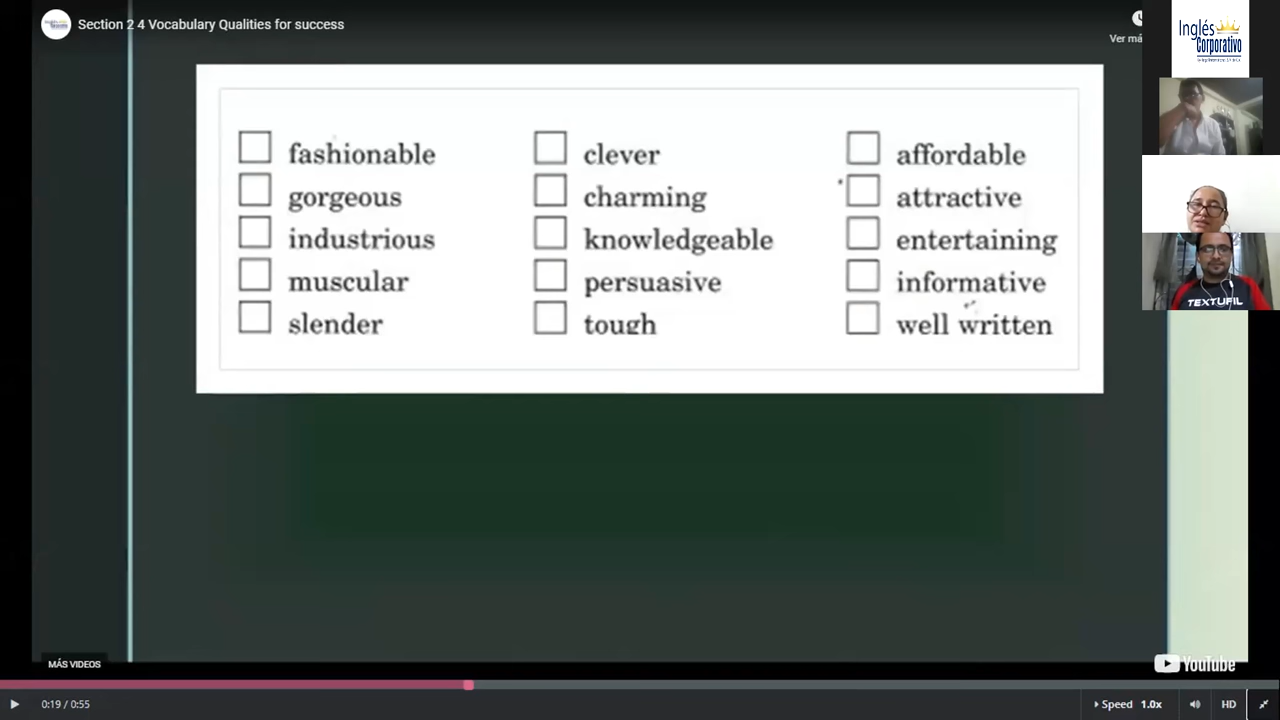 Section 2 4 Vocabulary Qualities for success
Ver má
Inglés
Corporativo
fashionable
gorgeous
industrious
muscular
slender
clever
charming
knowledgeable
persuasive
tough
affordable
attractive
entertaining
informative
well written
TEXTUFIL
MÁS VIDEOS
YouTube
0:19 / 0:55
Speed 1.0x
HD